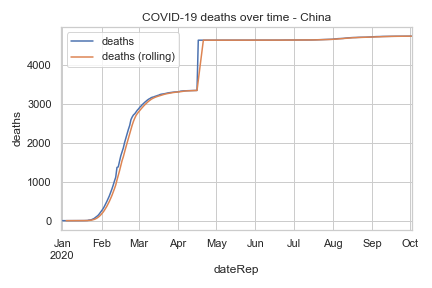 COVID-19 deaths over time - China
deaths
deaths (rolling)
deaths
4000
3000
2000
1000
0
Jan Feb Mar Apr May Jun Jul Aug Sep Oct
2020
dateRep